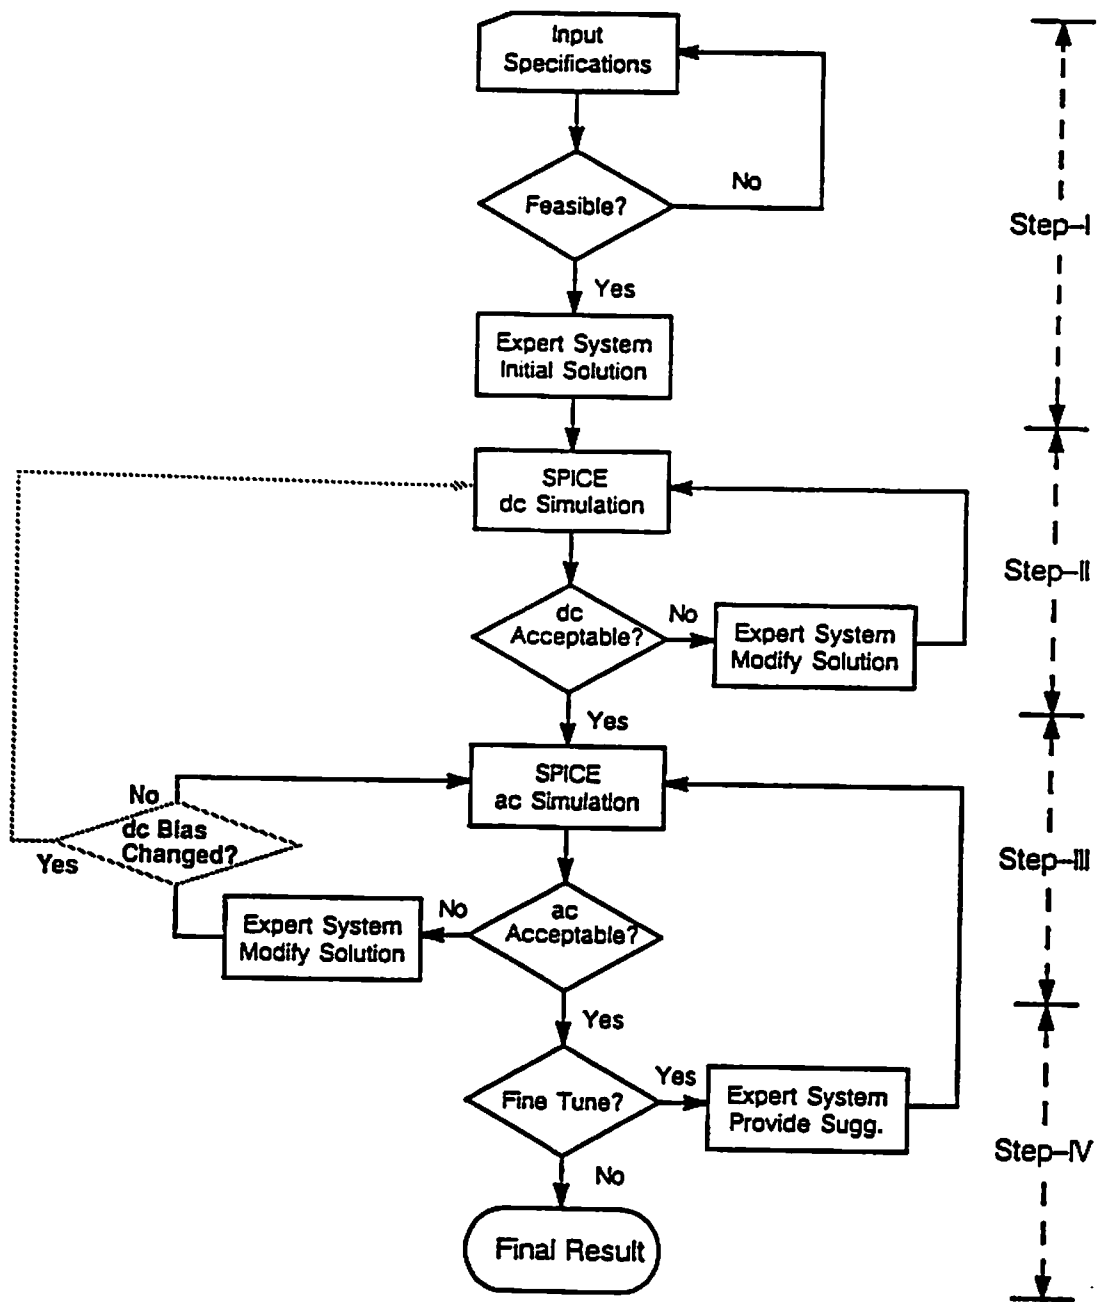 Input
Specifications
No
Feasible?
Step-I
Yes
Expert System
Initial Solution
SPICE
dc Simulation
Step-II
dc
Acceptable?
No
Expert System
Modify Solution
Yes
SPICE
ac Simulation
No
dc Bias
Changed?
Yes
Step-III
Expert System
Modify Solution
No
ac
Acceptable?
Yes
Fine Tune?
Yes
Expert System
Provide Sugg.
Step-IV
No
Final Result